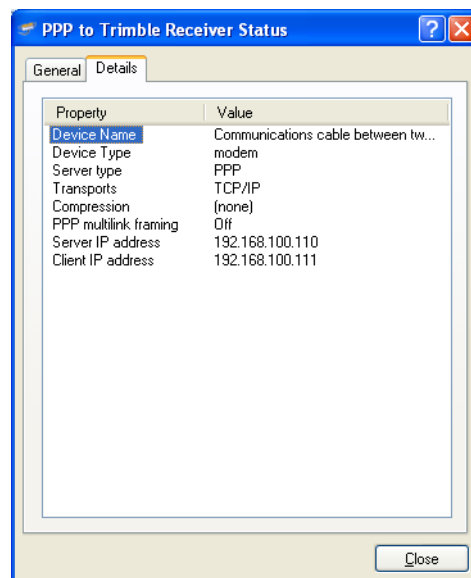 PPP to Trimble Receiver Status
General Details
Property Value
Device Name Communications cable between tw...
Device Type modem
Server type PPP
Transports TCP/IP
Compression (none)
PPP multilink framing Off
Server IP address 192.168.100.110
Client IP address 192.168.100.111
Close